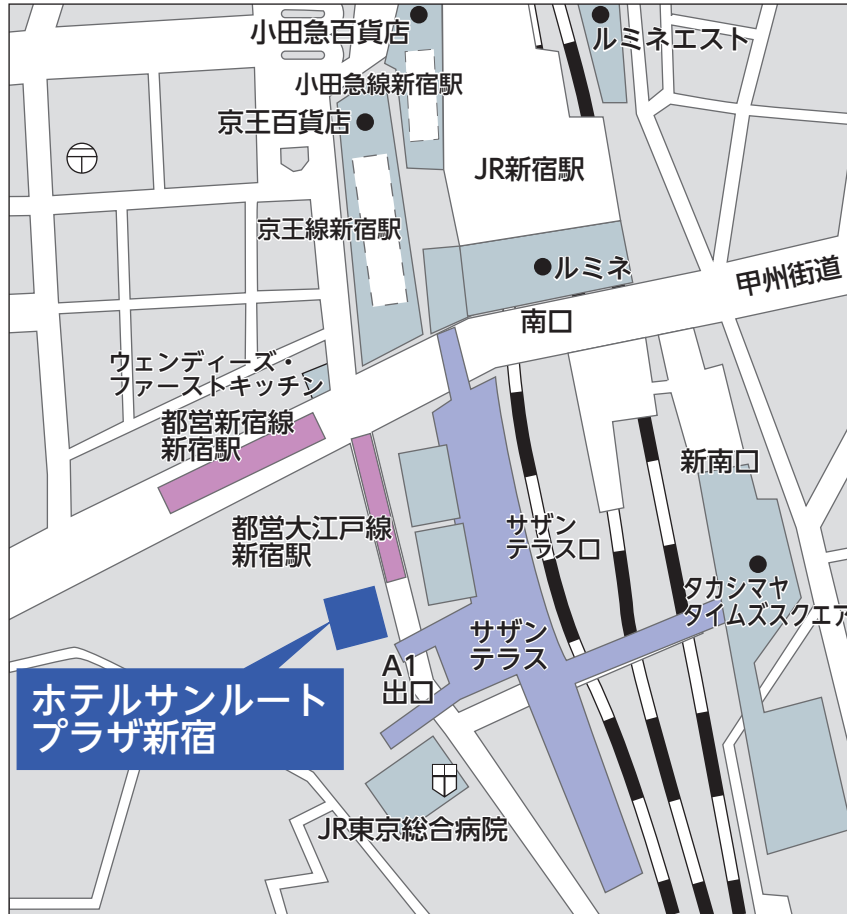 小田急百貨店
ルミネエスト
小田急線新宿駅
京王百貨店
JR新宿駅
京王線新宿駅
ルミネ
甲州街道
南口
ウェンディーズ・
ファーストキッチン
都営新宿線
新宿駅
新南口
都営大江戸線
新宿駅
サザン
テラス口
タカシマヤ
タイムズスクエア
サザン
テラス
A1
出口
ホテルサンルート
プラザ新宿
JR東京総合病院